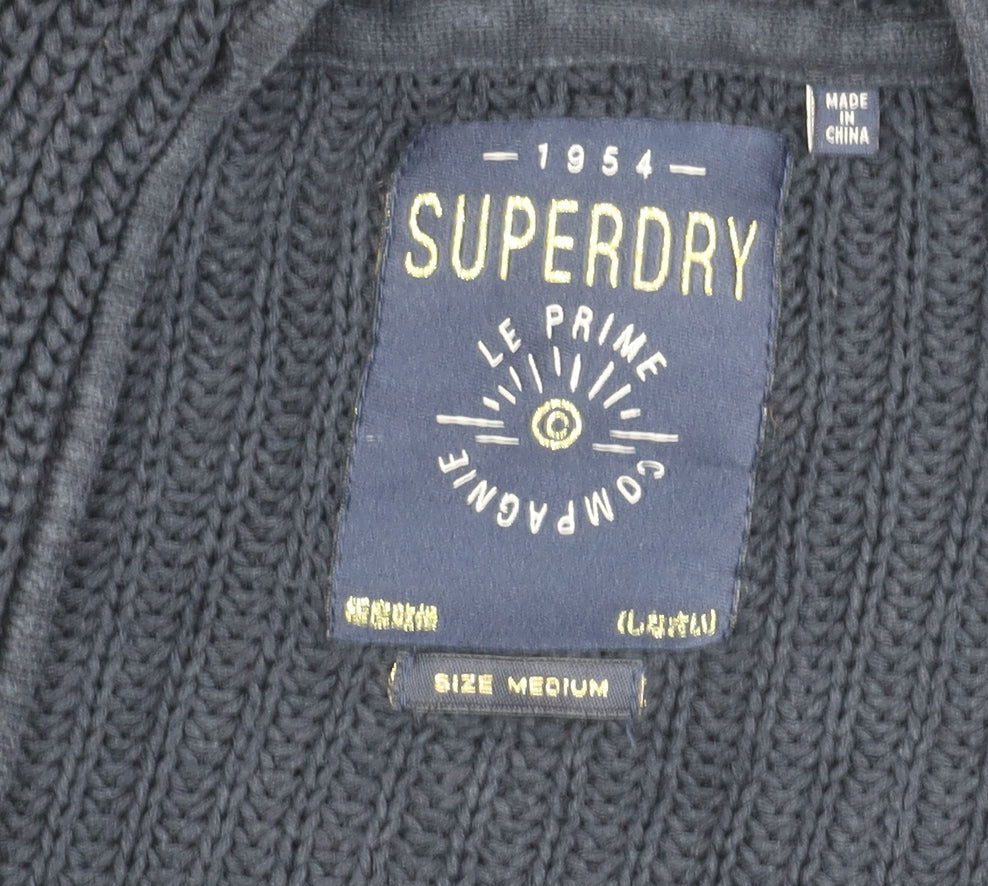 MADE
IN
CHINA
— 1954 —
SUPERDRY
LE PRIME
COMPAGNIE
SIZE MEDIUM